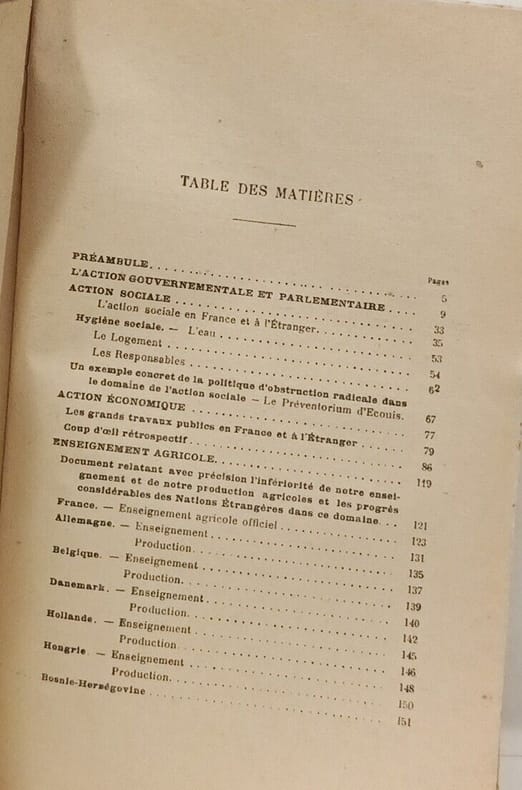 TABLE DES MATIÈRES
Pages
PRÉAMBULE. . . . . . . . . . . . . . . . . . . . 5
L'ACTION GOUVERNEMENTALE ET PARLEMENTAIRE . . . . 9
ACTION SOCIALE . . . . . . . . . . . . . . . . . . . . 33
L'action sociale en France et à l'Étranger. . . . . . . . . 35
Hygiène sociale. — L'eau . . . . . . . . . . . . . . . . 53
Le Logement . . . . . . . . . . . . . . . . . . . . 54
Les Responsables . . . . . . . . . . . . . . . . . . 62
Un exemple concret de la politique d'obstruction radicale dans
le domaine de l'action sociale — Le Préventorium d'Ecouis. 67
ACTION ÉCONOMIQUE . . . . . . . . . . . . . . . . . . 77
Les grands travaux publics en France et à l'Étranger . . . . . . 79
Coup d'œil rétrospectif. . . . . . . . . . . . . . . . . . 86
ENSEIGNEMENT AGRICOLE. . . . . . . . . . . . . . . . . 119
Document relatant avec précision l'infériorité de notre ensei-
gnement et de notre production agricoles et les progrès
considérables des Nations Étrangères dans ce domaine. . . 121
France. — Enseignement agricole officiel . . . . . . . . . . 123
Allemagne. — Enseignement . . . . . . . . . . . . . . . . 131
Production. . . . . . . . . . . . . . . . . . 135
Belgique. — Enseignement . . . . . . . . . . . . . . . . 137
Production. . . . . . . . . . . . . . . . . . 139
Danemark. — Enseignement . . . . . . . . . . . . . . . . 140
Production. . . . . . . . . . . . . . . . . . 142
Hollande. — Enseignement . . . . . . . . . . . . . . . . 145
Production . . . . . . . . . . . . . . . . . . 146
Hongrie — Enseignement . . . . . . . . . . . . . . . . 148
Production. . . . . . . . . . . . . . . . . . 150
Bosnie-Herségovine . . . . . . . . . . . . . . . . . . 151